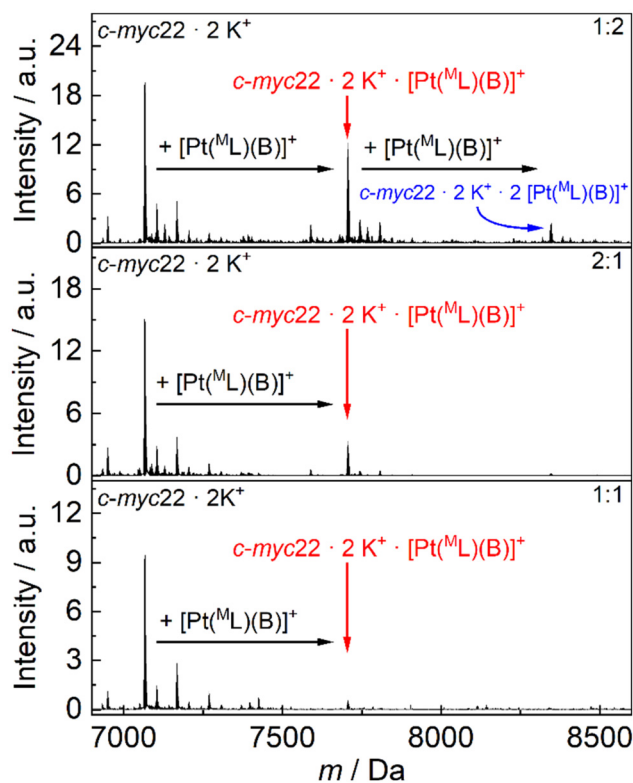 c-myc22 · 2 K⁺ 1:2
24
18
12
6
0
c-myc22 · 2 K⁺ · [Pt(ᴹL)(B)]⁺
+ [Pt(ᴹL)(B)]⁺ + [Pt(ᴹL)(B)]⁺
c-myc22 · 2 K⁺ · 2 [Pt(ᴹL)(B)]⁺
Intensity / a.u.
c-myc22 · 2 K⁺ 2:1
18
12
6
0
c-myc22 · 2 K⁺ · [Pt(ᴹL)(B)]⁺
+ [Pt(ᴹL)(B)]⁺
Intensity / a.u.
c-myc22 · 2K⁺ 1:1
12
9
6
3
0
c-myc22 · 2 K⁺ · [Pt(ᴹL)(B)]⁺
+ [Pt(ᴹL)(B)]⁺
Intensity / a.u.
7000 7500 8000 8500
m / Da